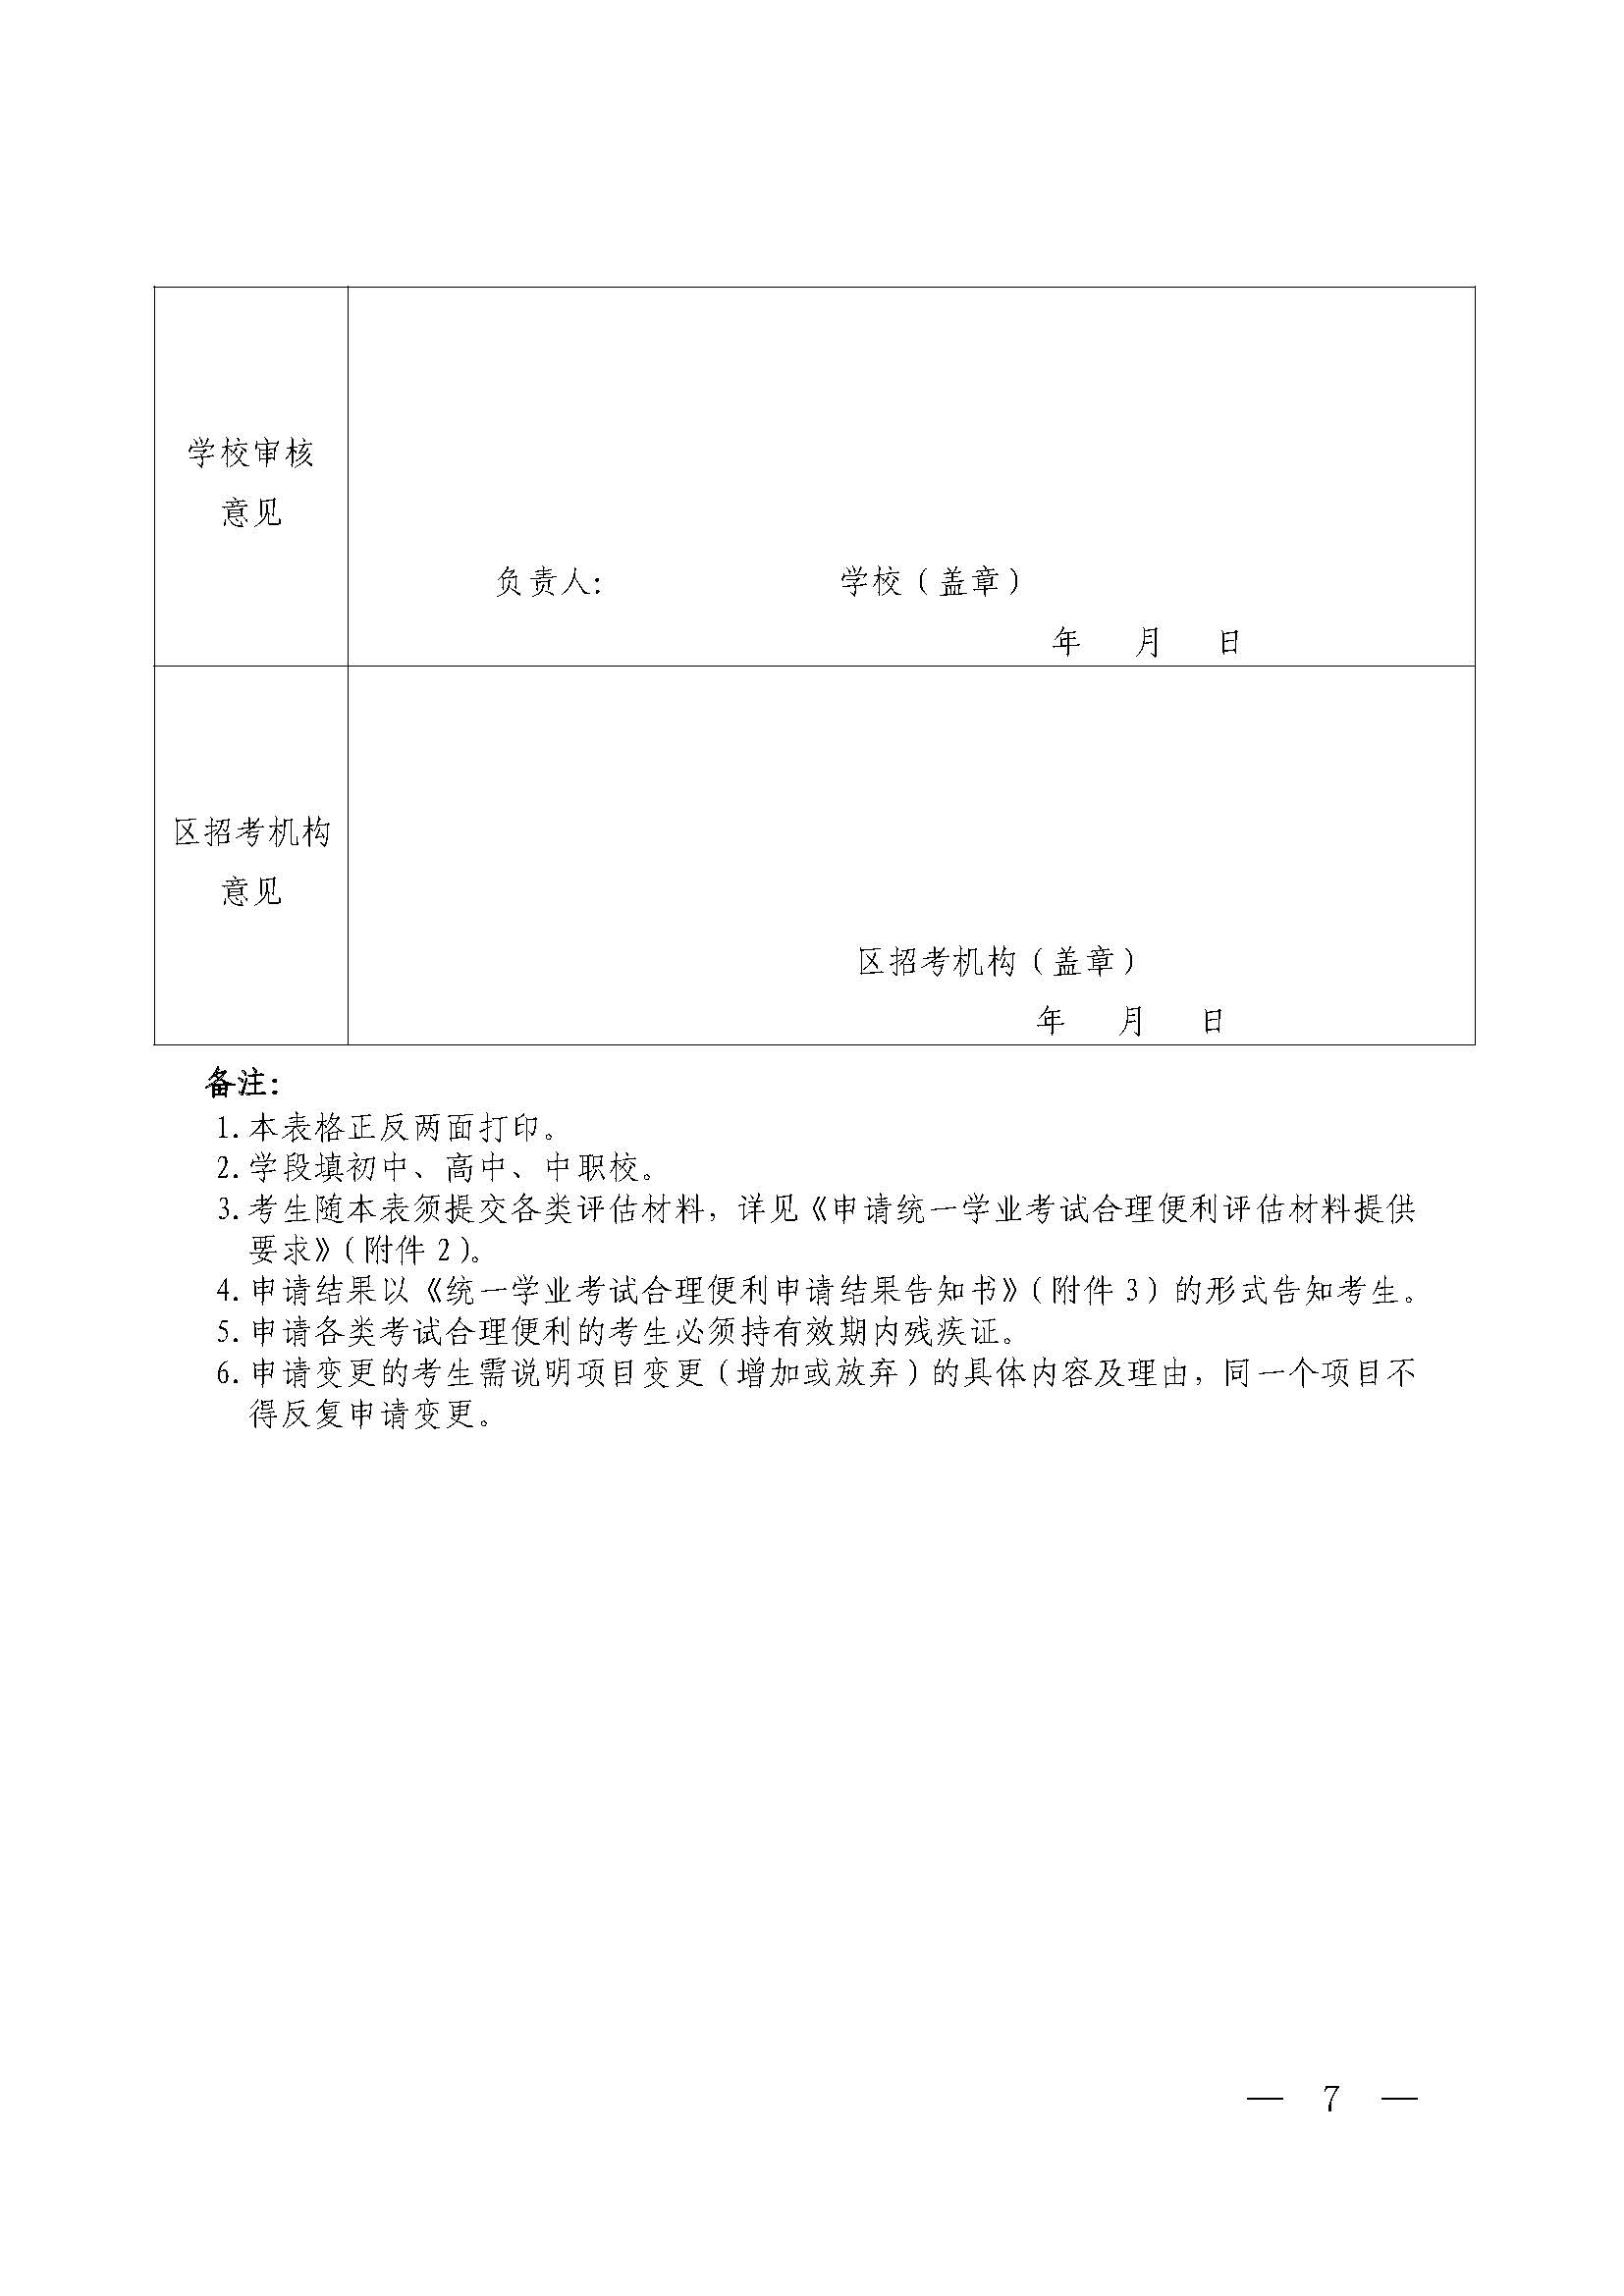 学校审核
意见
负责人： 学校（盖章）
年 月 日
区招考机构
意见
区招考机构（盖章）
年 月 日
备注：
1. 本表格正反两面打印。
2. 学段填初中、高中、中职校。
3. 考生随本表须提交各类评估材料，详见《申请统一学业考试合理便利评估材料提供
要求》（附件 2）。
4. 申请结果以《统一学业考试合理便利申请结果告知书》（附件 3）的形式告知考生。
5. 申请各类考试合理便利的考生必须持有效期内残疾证。
6. 申请变更的考生需说明项目变更（增加或放弃）的具体内容及理由，同一个项目不
得反复申请变更。
— 7 —